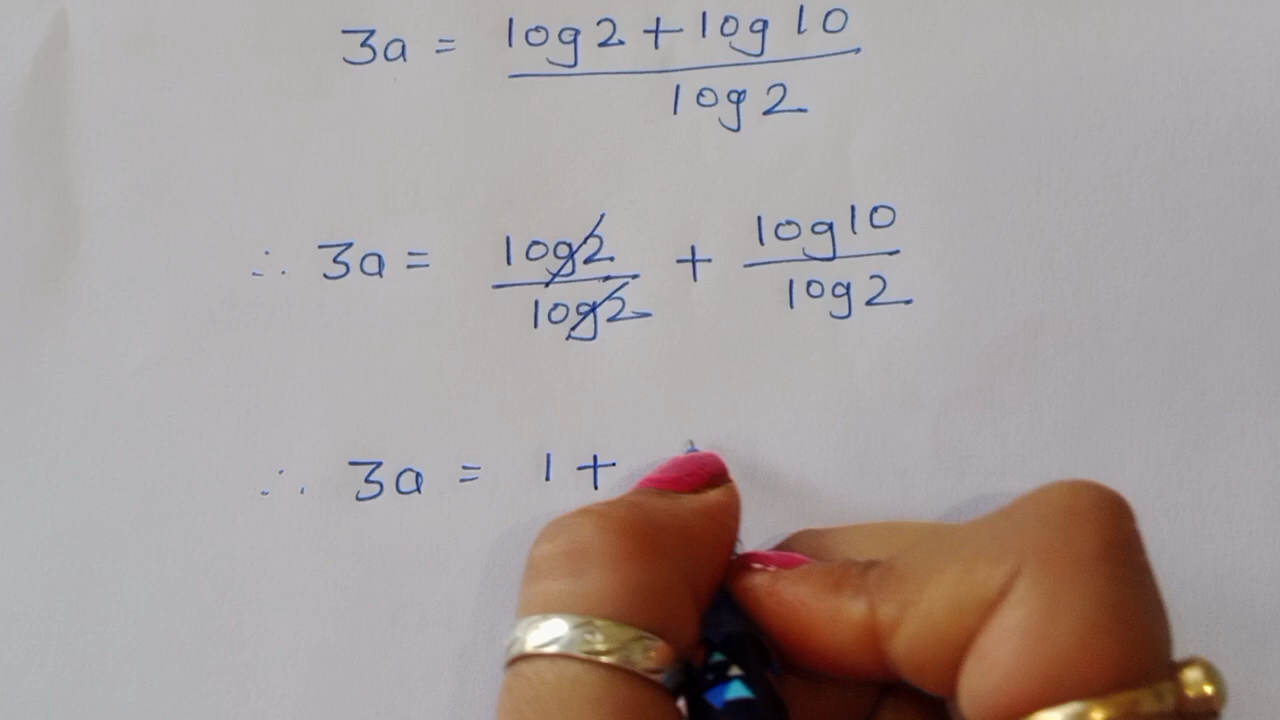 3a = log2 + log10
log2
∴ 3a = log2 + log10
log2 log2
∴ 3a = 1 +